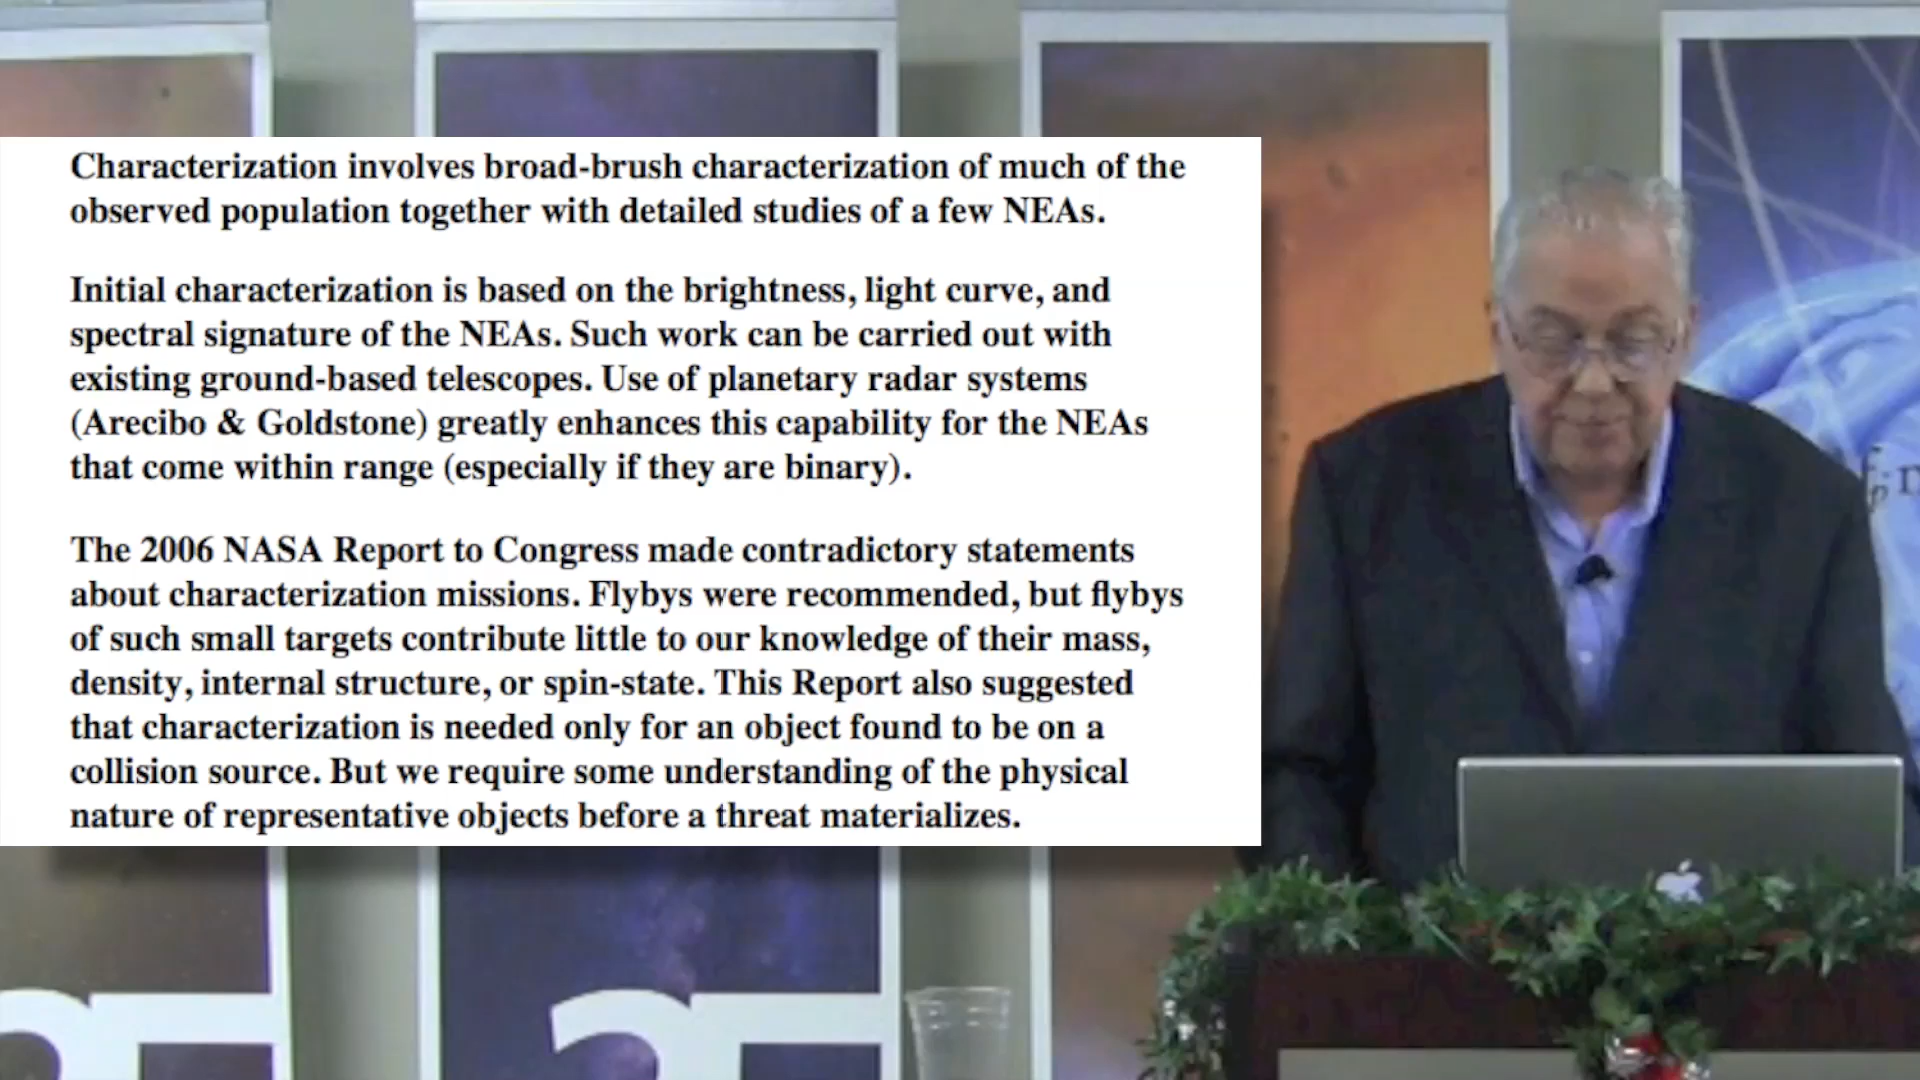 Characterization involves broad-brush characterization of much of the
observed population together with detailed studies of a few NEAs.
Initial characterization is based on the brightness, light curve, and
spectral signature of the NEAs. Such work can be carried out with
existing ground-based telescopes. Use of planetary radar systems
(Arecibo & Goldstone) greatly enhances this capability for the NEAs
that come within range (especially if they are binary).
The 2006 NASA Report to Congress made contradictory statements
about characterization missions. Flybys were recommended, but flybys
of such small targets contribute little to our knowledge of their mass,
density, internal structure, or spin-state. This Report also suggested
that characterization is needed only for an object found to be on a
collision source. But we require some understanding of the physical
nature of representative objects before a threat materializes.